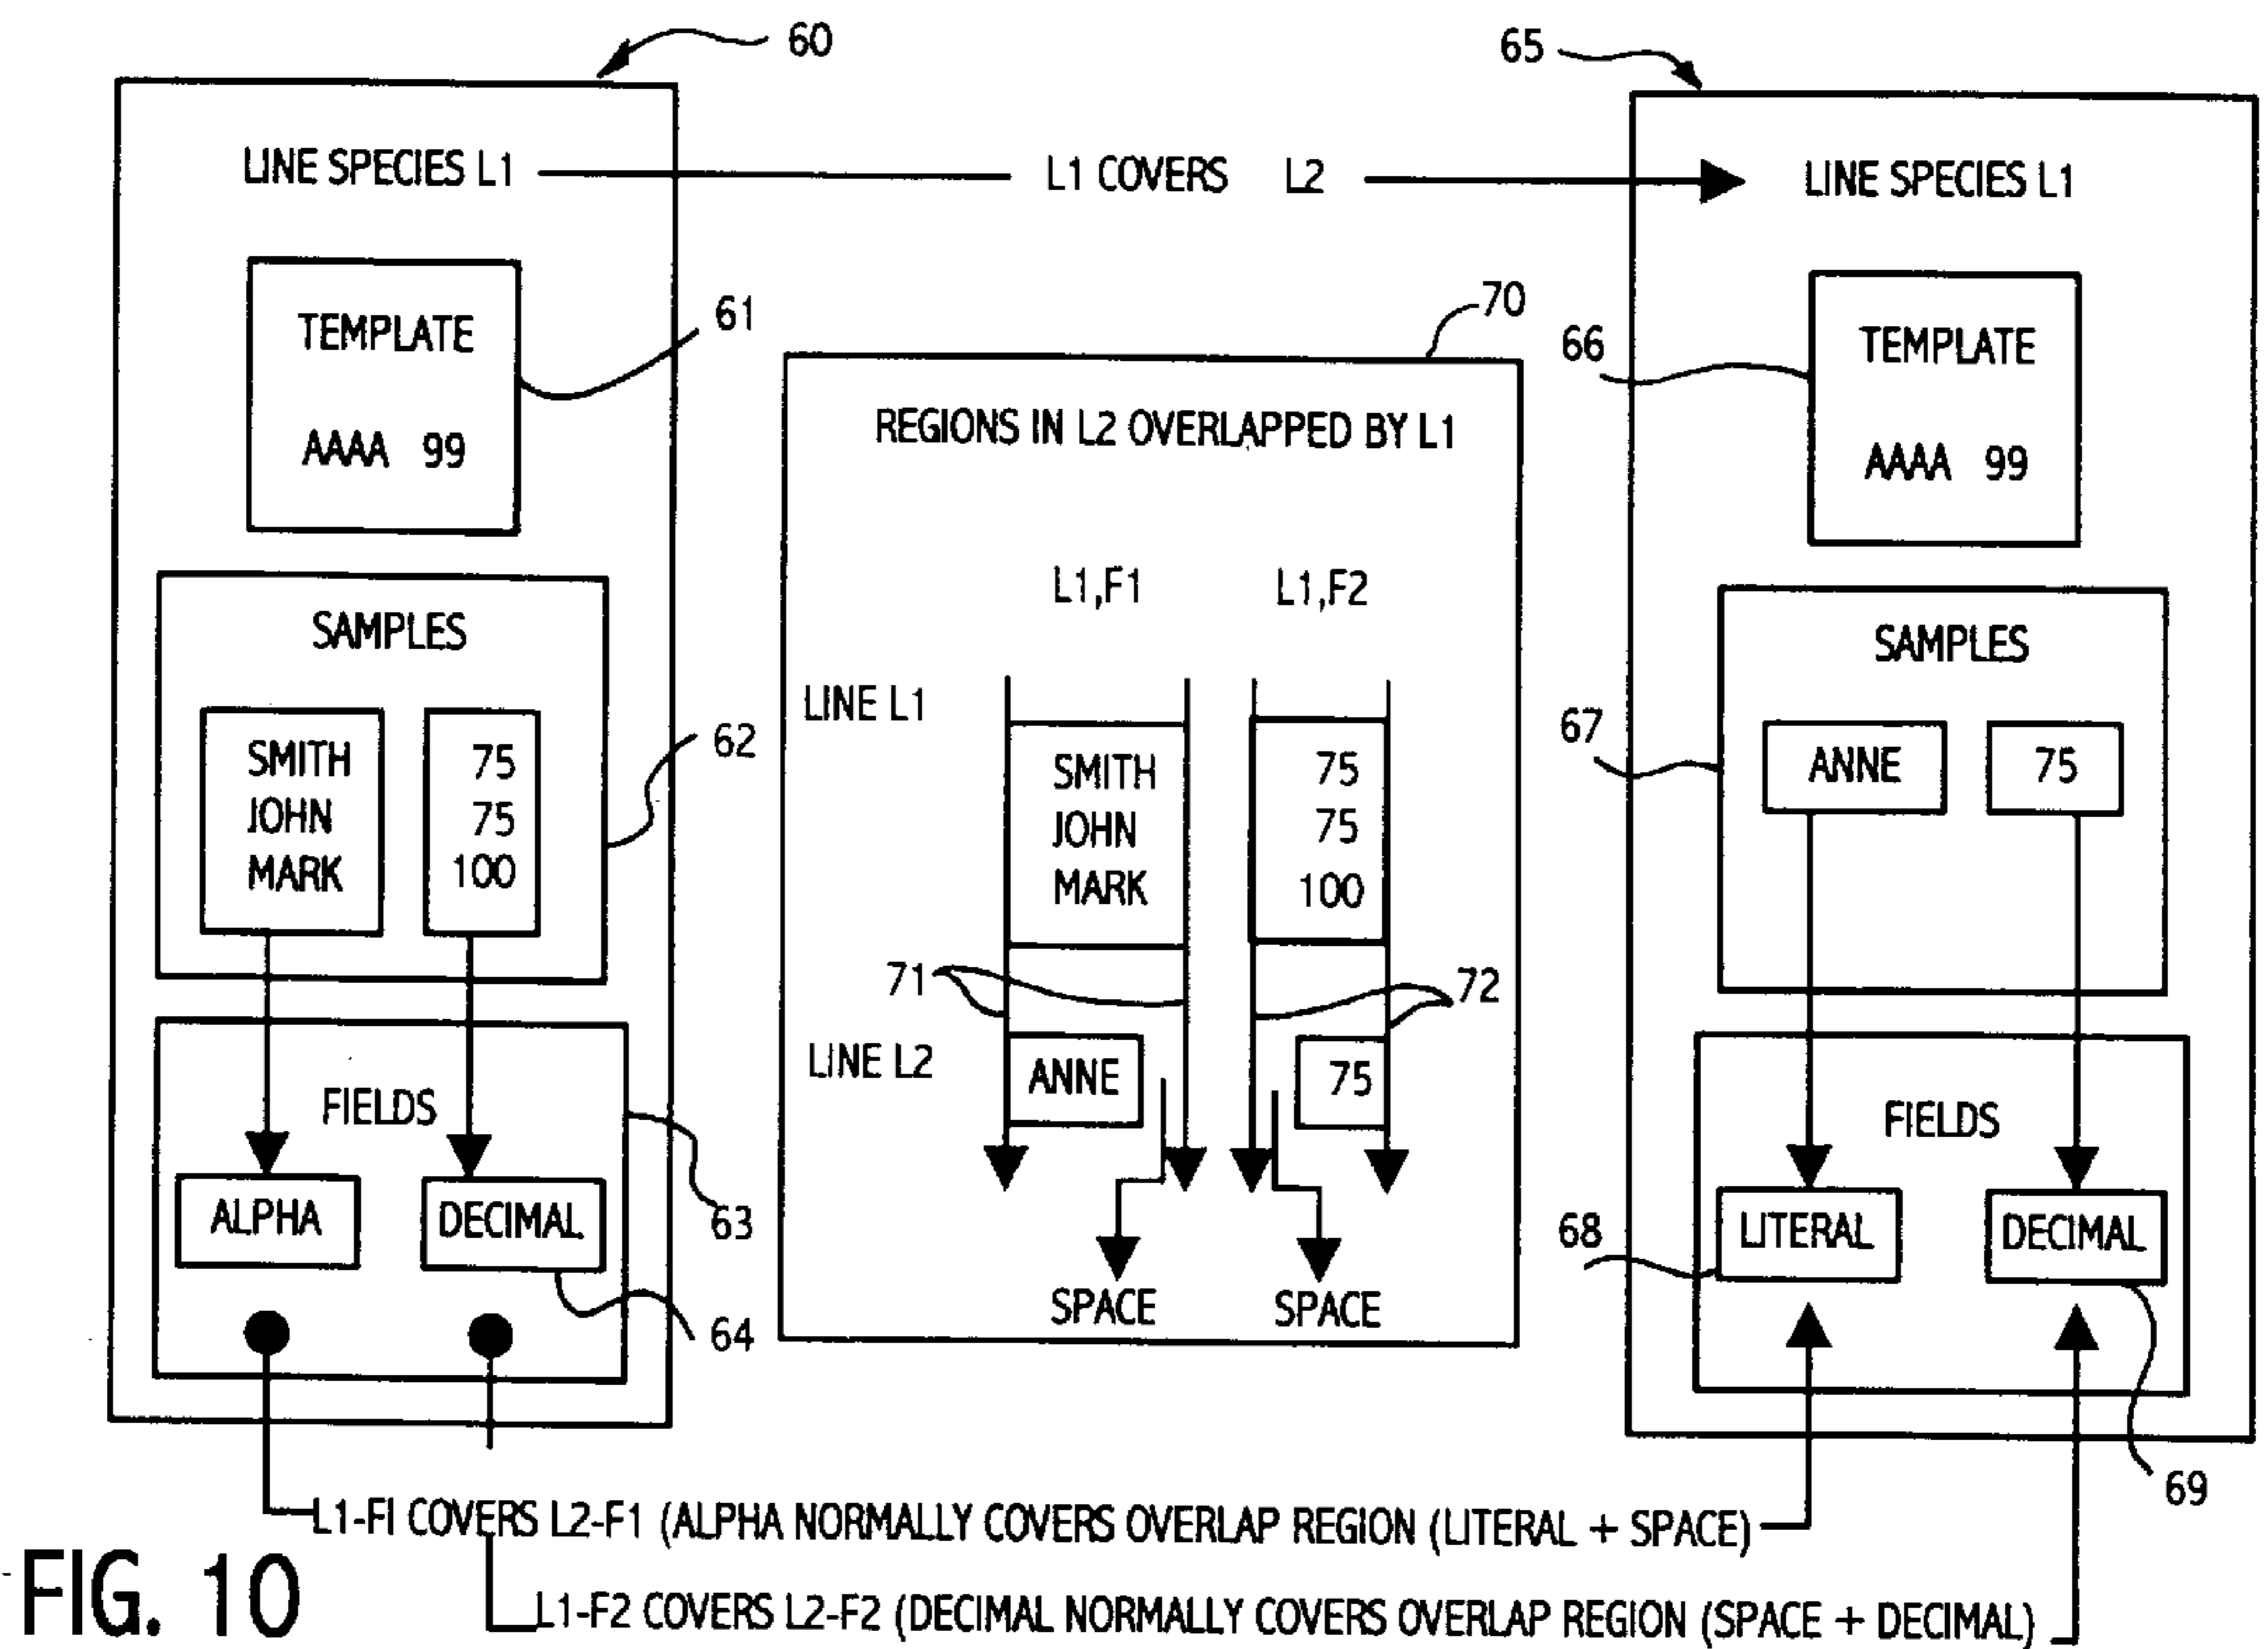 60
65
LINE SPECIES L1
L1 COVERS L2
LINE SPECIES L1
TEMPLATE
AAAA 99
61
70
66
TEMPLATE
AAAA 99
REGIONS IN L2 OVERLAPPED BY L1
SAMPLES
SMITH 75
JOHN 75
MARK 100
62
L1,F1 L1,F2
LINE L1
SMITH 75
JOHN 75
MARK 100
71
72
LINE L2
ANNE 75
SPACE SPACE
SAMPLES
67
ANNE 75
FIELDS
ALPHA DECIMAL
63
64
FIELDS
68
LITERAL DECIMAL
69
L1-FI COVERS L2-F1 (ALPHA NORMALLY COVERS OVERLAP REGION (LITERAL + SPACE)
L1-F2 COVERS L2-F2 (DECIMAL NORMALLY COVERS OVERLAP REGION (SPACE + DECIMAL)
FIG. 10